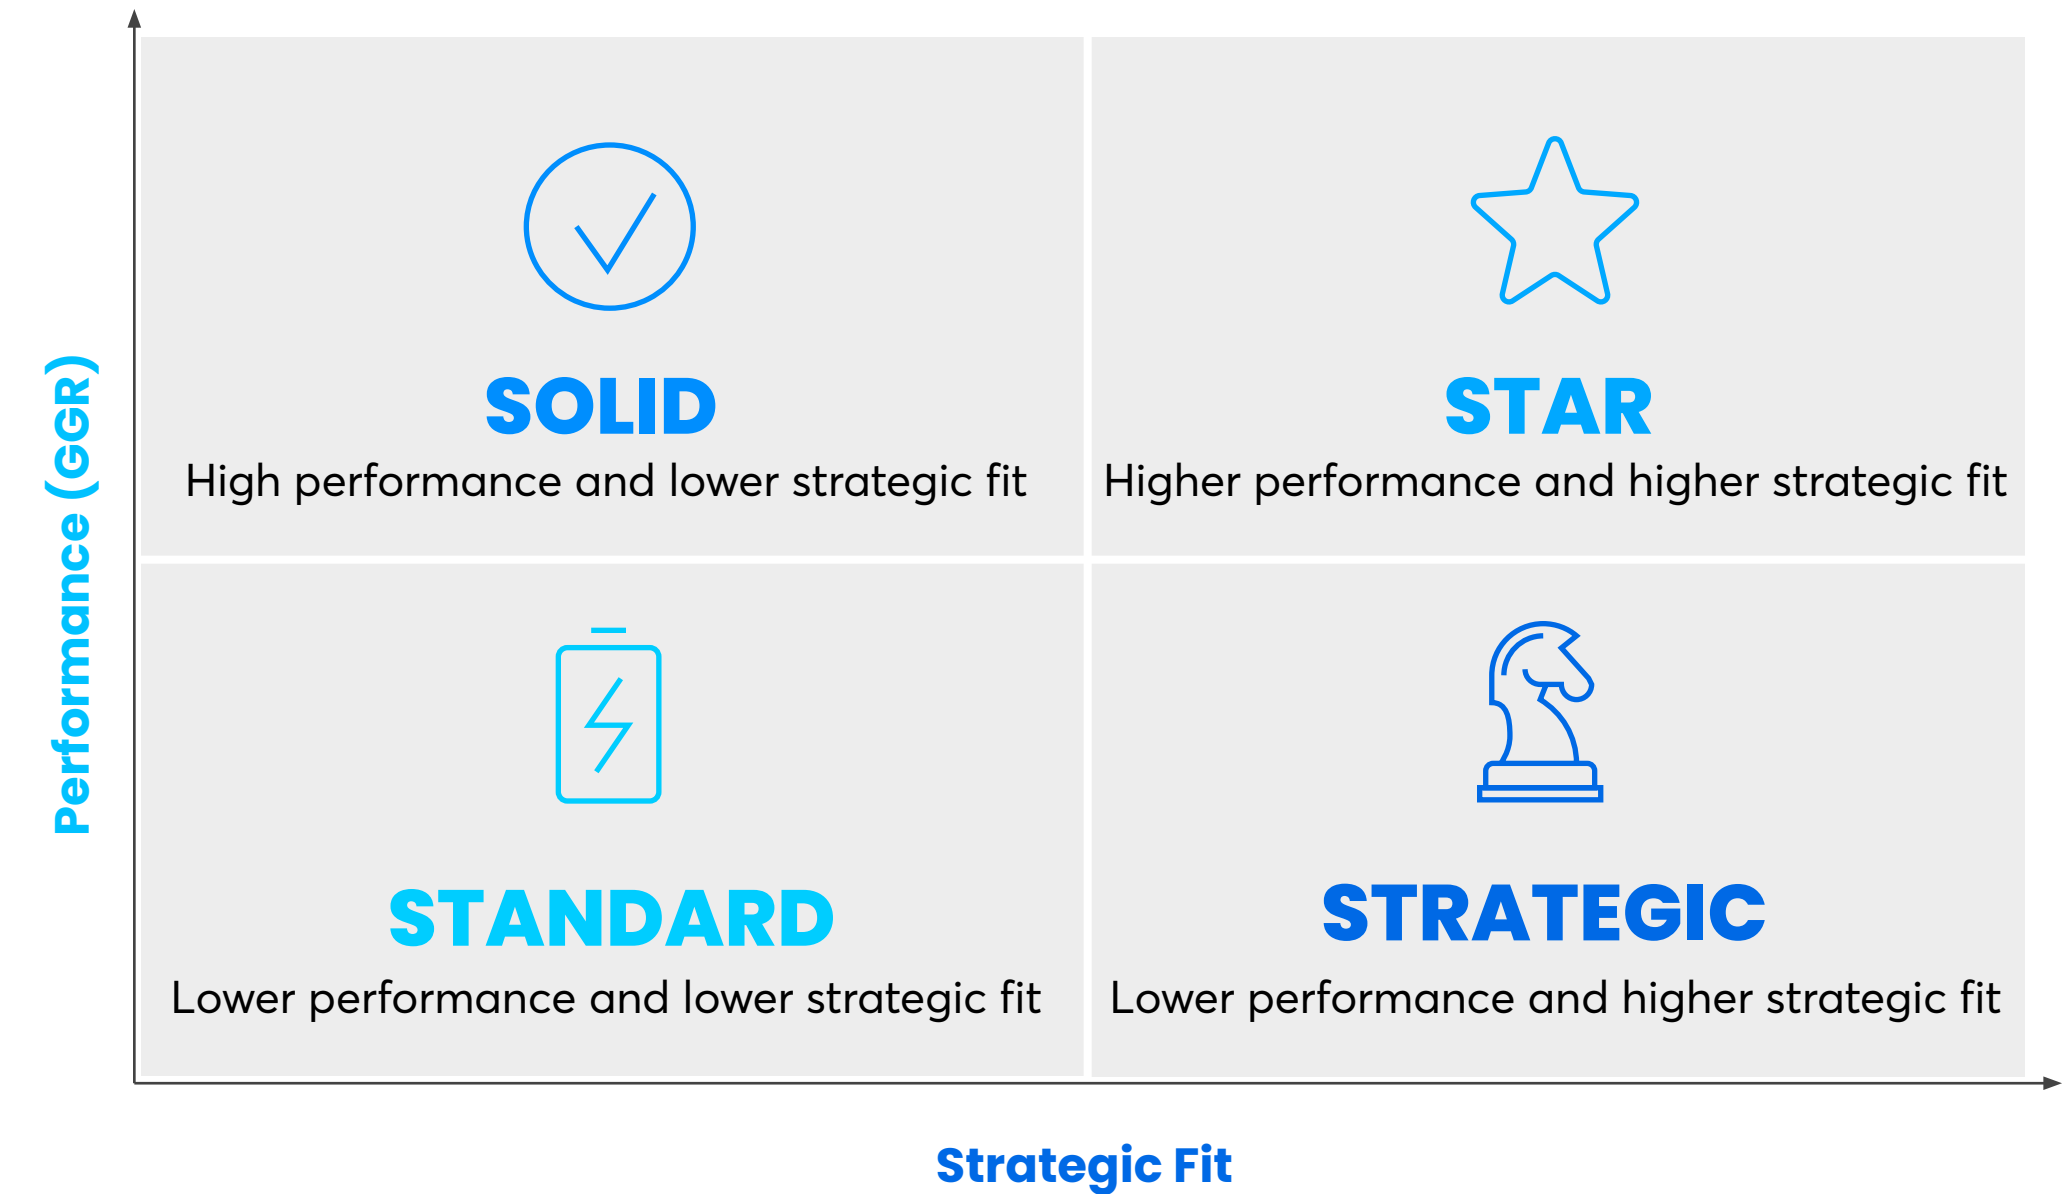 Performance (GGR)
SOLID
High performance and lower strategic fit
STAR
Higher performance and higher strategic fit
STANDARD
Lower performance and lower strategic fit
STRATEGIC
Lower performance and higher strategic fit
Strategic Fit